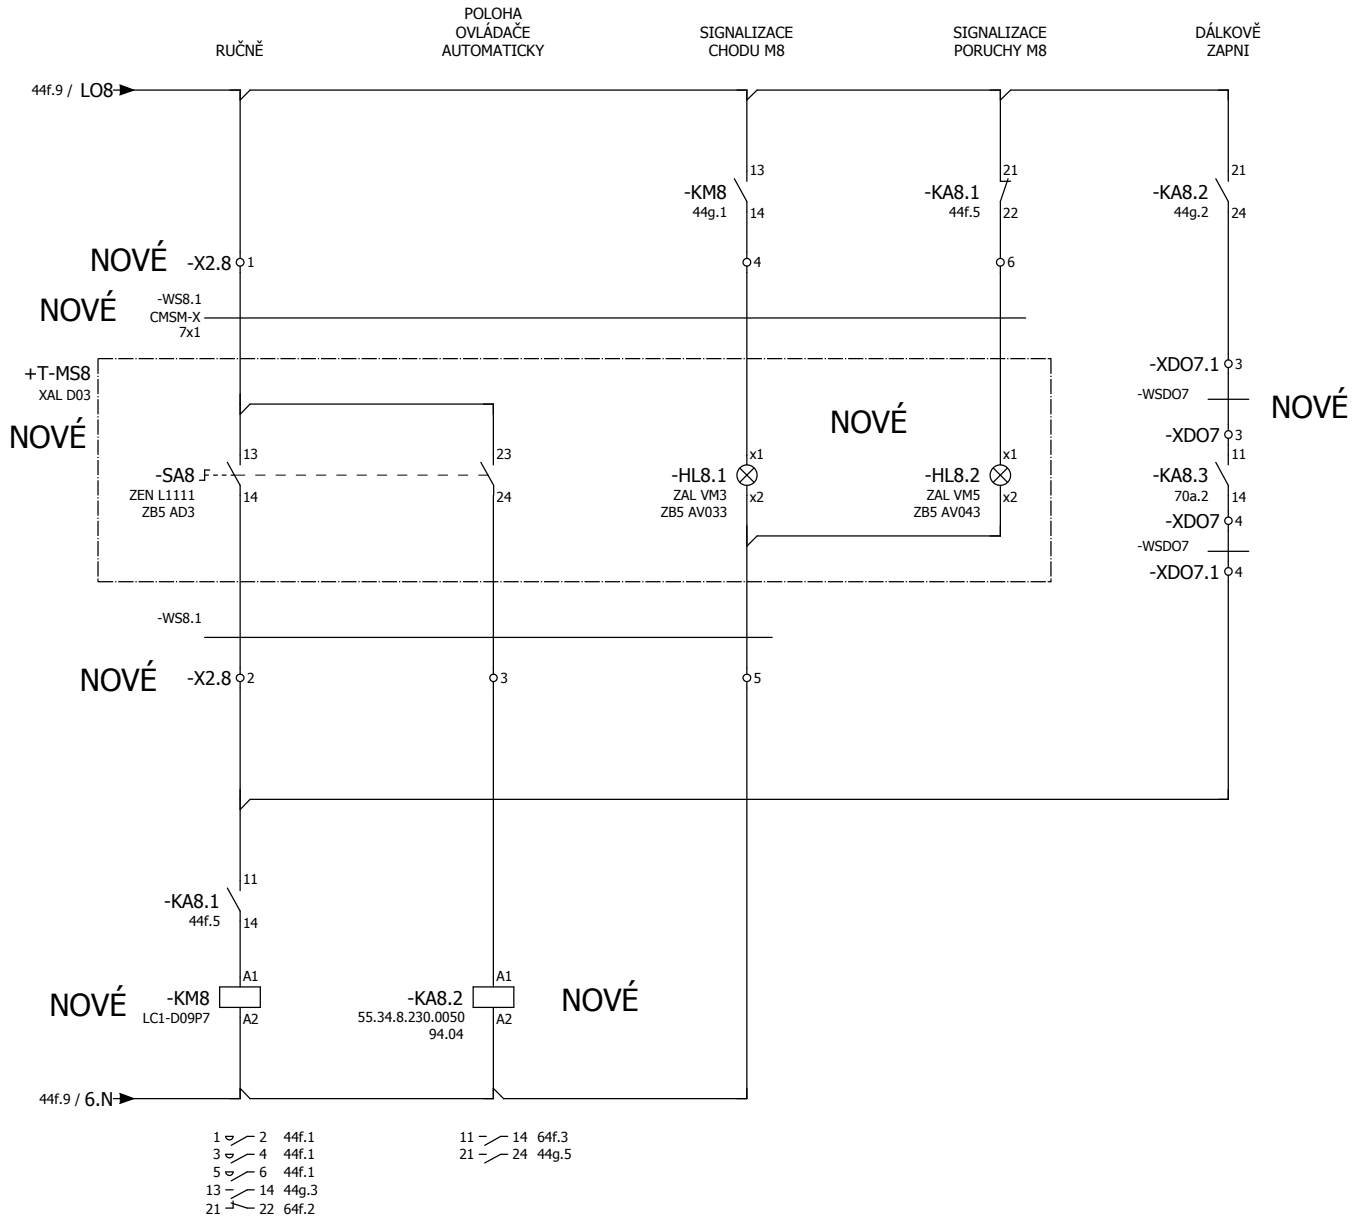 POLOHA
OVLÁDAČE
RUČNĚ AUTOMATICKY
SIGNALIZACE
CHODU M8
SIGNALIZACE
PORUCHY M8
DÁLKOVĚ
ZAPNI
44f.9 / LO8
13
-KM8
44g.1 14
21
-KA8.1
44f.5 22
21
-KA8.2
44g.2 24
NOVÉ -X2.8 1
4
6
NOVÉ
-WS8.1
CMSM-X
7x1
+T-MS8
XAL D03
NOVÉ
NOVÉ
-XDO7.1 3
-WSDO7
NOVÉ
-XDO7 3
13
-SA8
ZEN L1111 14
ZB5 AD3
23
24
x1
-HL8.1
ZAL VM3 x2
ZB5 AV033
x1
-HL8.2
ZAL VM5 x2
ZB5 AV043
11
-KA8.3
70a.2 14
-XDO7 4
-WSDO7
-XDO7.1 4
-WS8.1
NOVÉ -X2.8 2
3
5
11
-KA8.1
44f.5 14
A1
NOVÉ -KM8
LC1-D09P7 A2
A1
-KA8.2 NOVÉ
55.34.8.230.0050 A2
94.04
44f.9 / 6.N
1 2 44f.1
3 4 44f.1
5 6 44f.1
13 14 44g.3
21 22 64f.2
11 14 64f.3
21 24 44g.5